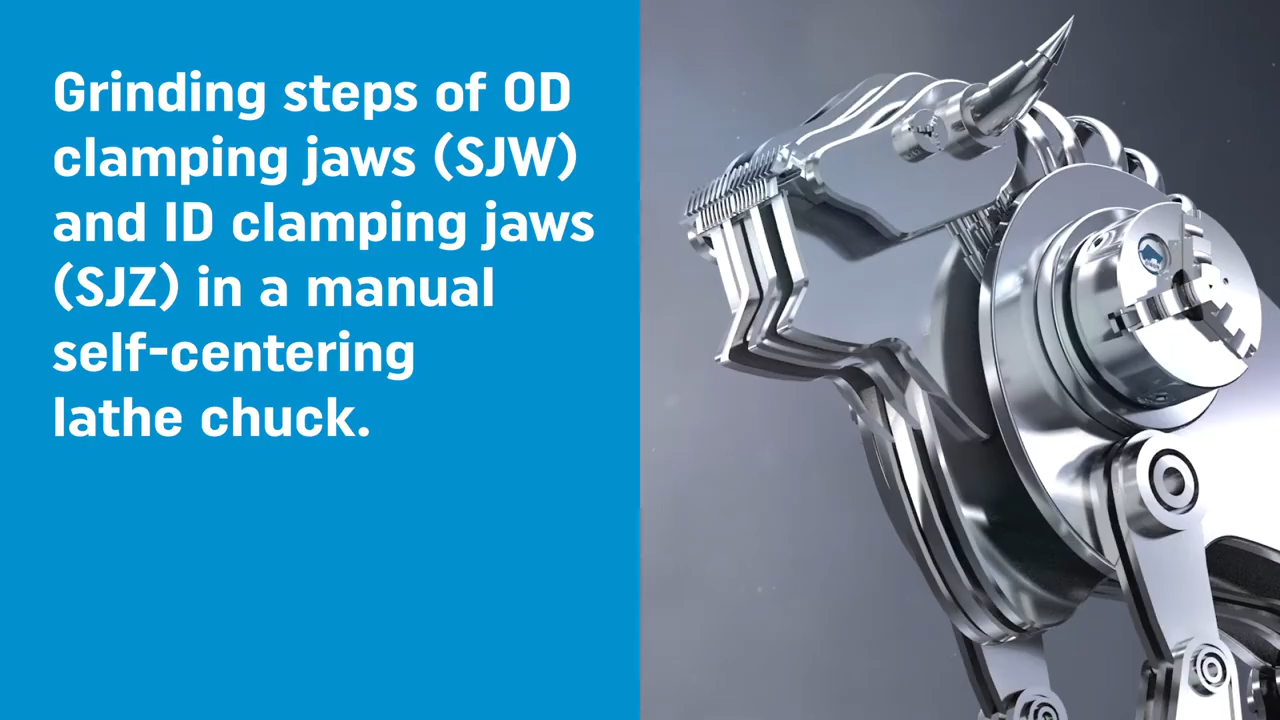 Grinding steps of OD
clamping jaws (SJW)
and ID clamping jaws
(SJZ) in a manual
self-centering
lathe chuck.